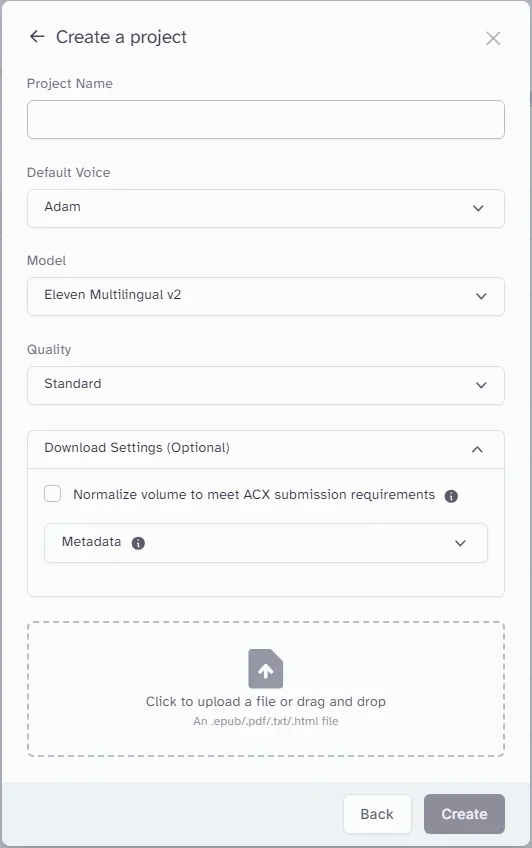 Create a project
Project Name
Default Voice
Adam
Model
Eleven Multilingual v2
Quality
Standard
Download Settings (Optional)
Normalize volume to meet ACX submission requirements
Metadata
Click to upload a file or drag and drop
An .epub/.pdf/.txt/.html file
Back
Create